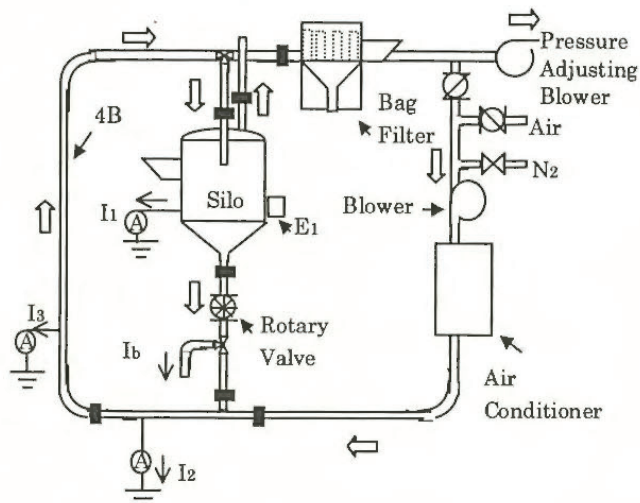 Pressure
Adjusting
Blower
4B
Bag
Filter
Air
N2
Silo
I1
A
E1
Blower
I3
A
Ib
Rotary
Valve
Air
Conditioner
A
I2